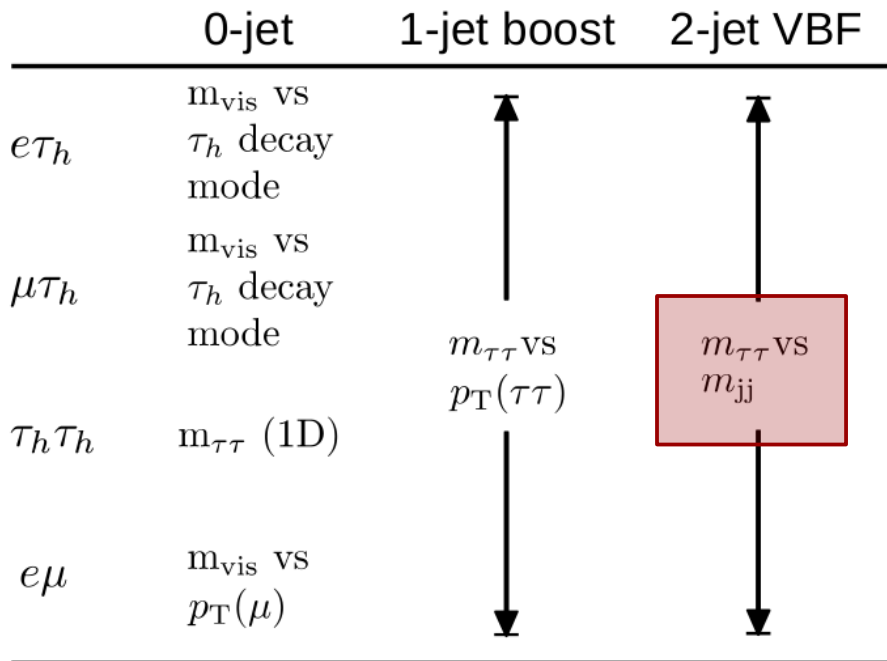 0-jet 1-jet boost 2-jet VBF
eτₕ
m_vis vs
τₕ decay
mode
μτₕ
m_vis vs
τₕ decay
mode
m_ττ vs
p_T(ττ)
m_ττ vs
m_jj
τₕτₕ
m_ττ (1D)
eμ
m_vis vs
p_T(μ)